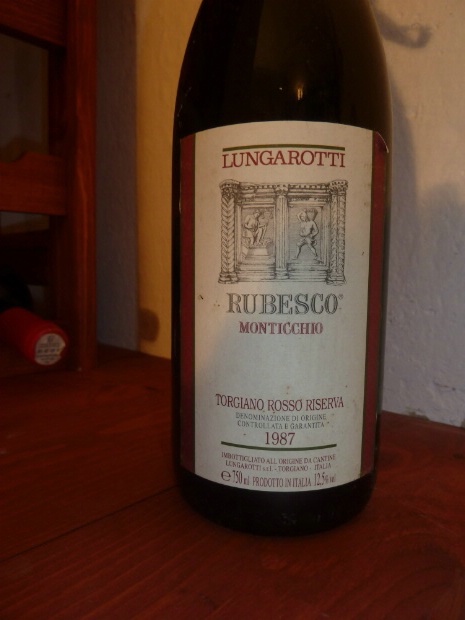 LUNGAROTTI
RUBESCO®
MONTICCHIO
TORGIANO ROSSO RISERVA
DENOMINAZIONE DI ORIGINE
CONTROLLATA E GARANTITA
1987
IMBOTTIGLIATO ALL'ORIGINE DA CANTINE
LUNGAROTTI s.r.l. - TORGIANO - ITALIA
℮ 750 ml PRODOTTO IN ITALIA 12,5% vol